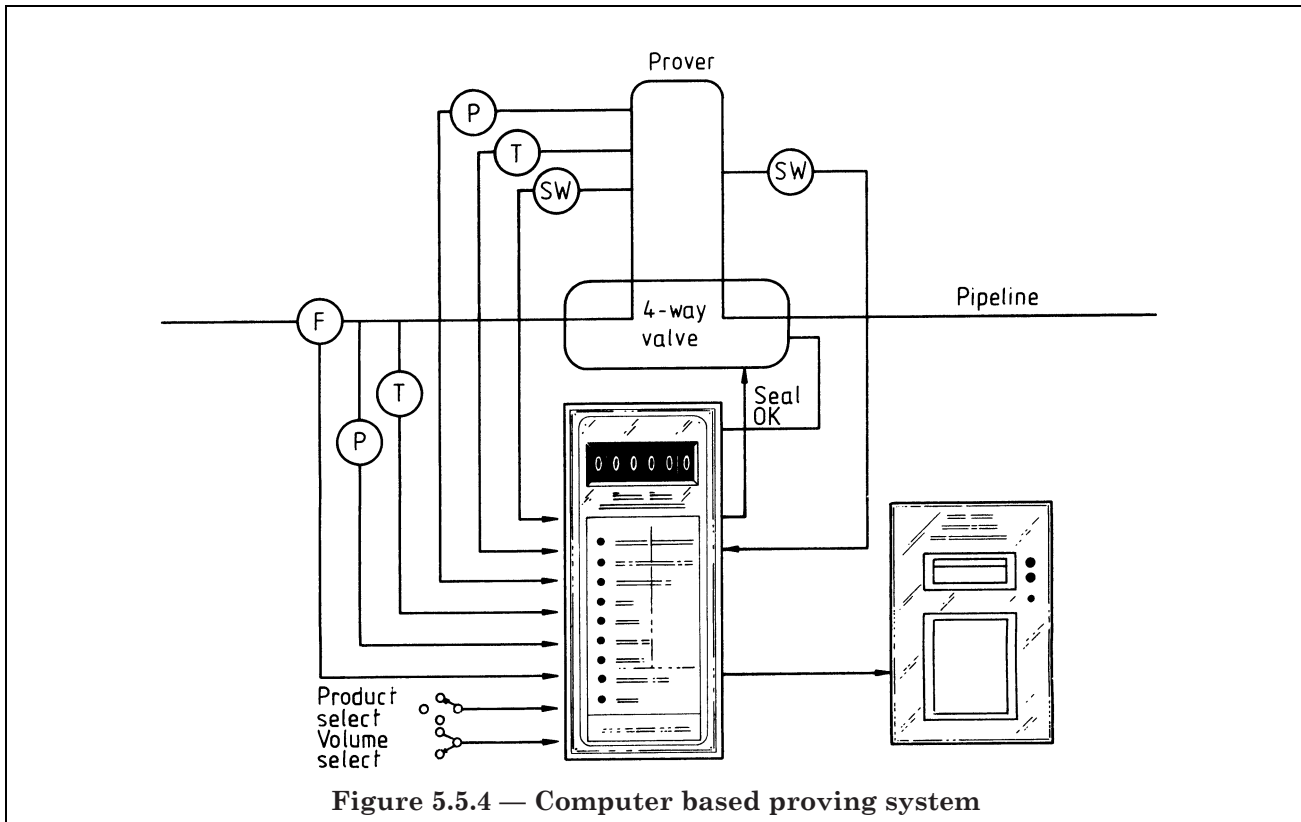 Prover
P
T
SW
SW
F
4-way
valve
Pipeline
T
P
Seal
OK
000000
Product
select
Volume
select
Figure 5.5.4 — Computer based proving system